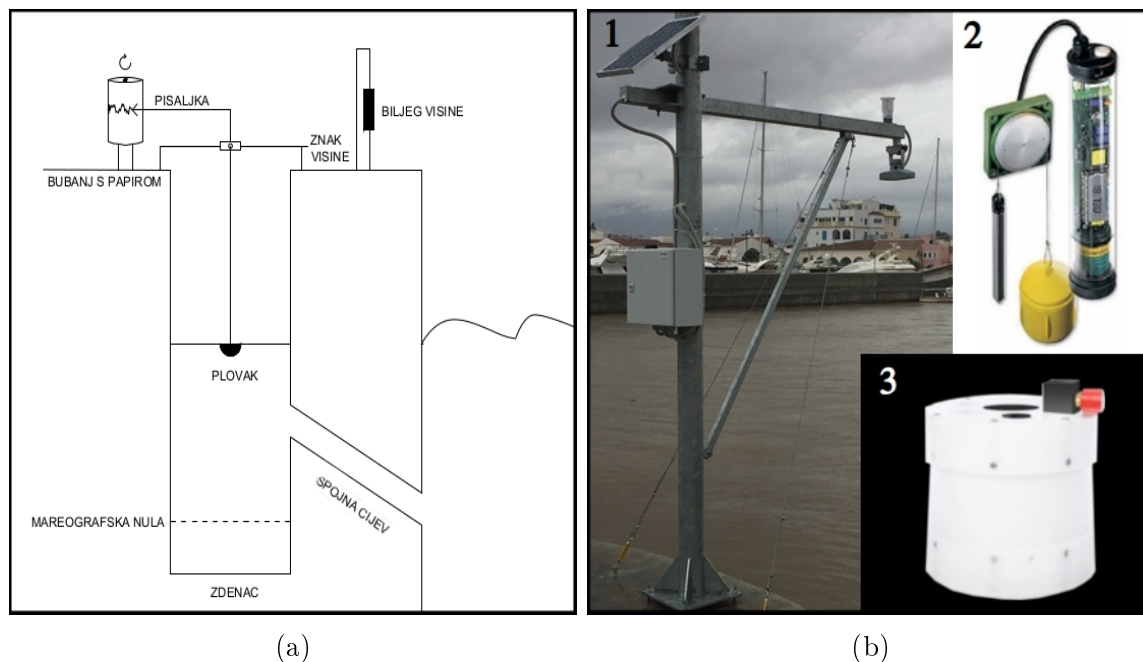 PISALJKA
BILJEG VISINE
ZNAK
VISINE
BUBANJ S PAPIROM
PLOVAK
SPOJNA CIJEV
MAREOGRAFSKA NULA
ZDENAC
(a)
1
2
3
(b)